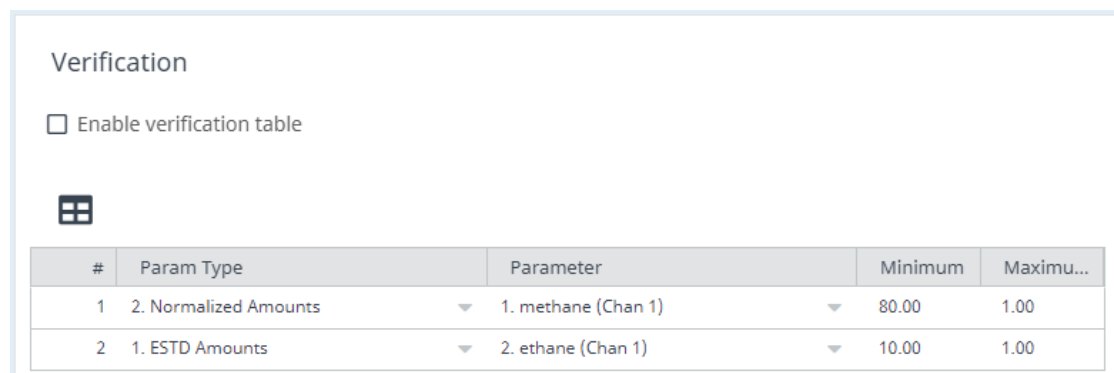 Verification
Enable verification table
# Param Type Parameter Minimum Maximu...
1 2. Normalized Amounts 1. methane (Chan 1) 80.00 1.00
2 1. ESTD Amounts 2. ethane (Chan 1) 10.00 1.00